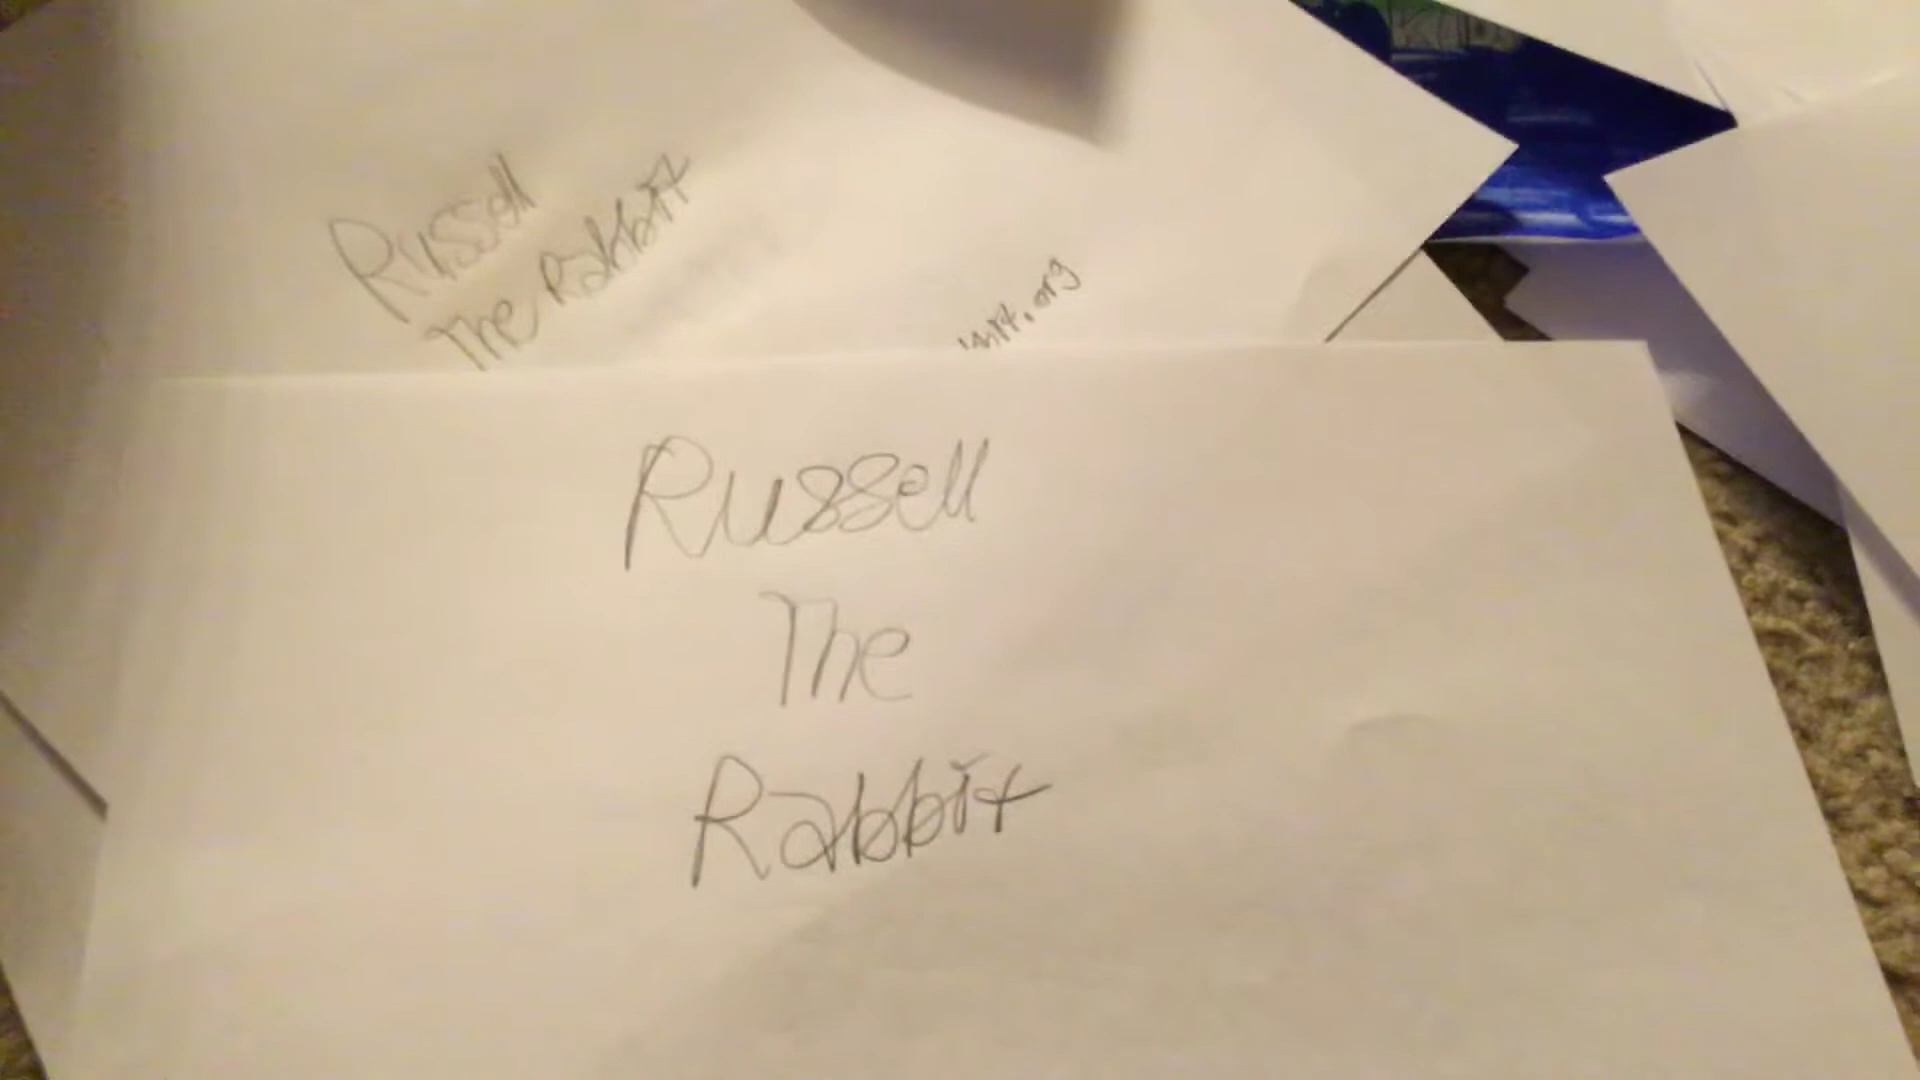 Russell
The Rabbit
Russell
The
Rabbit